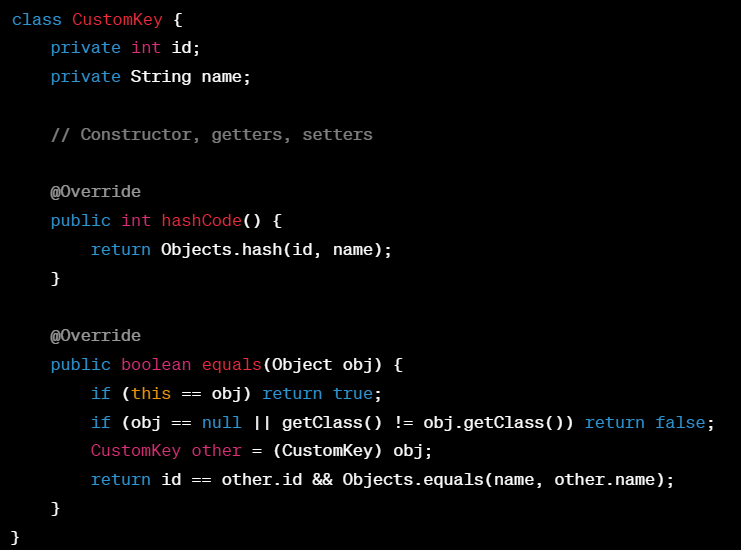 class CustomKey {
    private int id;
    private String name;

    // Constructor, getters, setters

    @Override
    public int hashCode() {
        return Objects.hash(id, name);
    }

    @Override
    public boolean equals(Object obj) {
        if (this == obj) return true;
        if (obj == null || getClass() != obj.getClass()) return false;
        CustomKey other = (CustomKey) obj;
        return id == other.id && Objects.equals(name, other.name);
    }
}